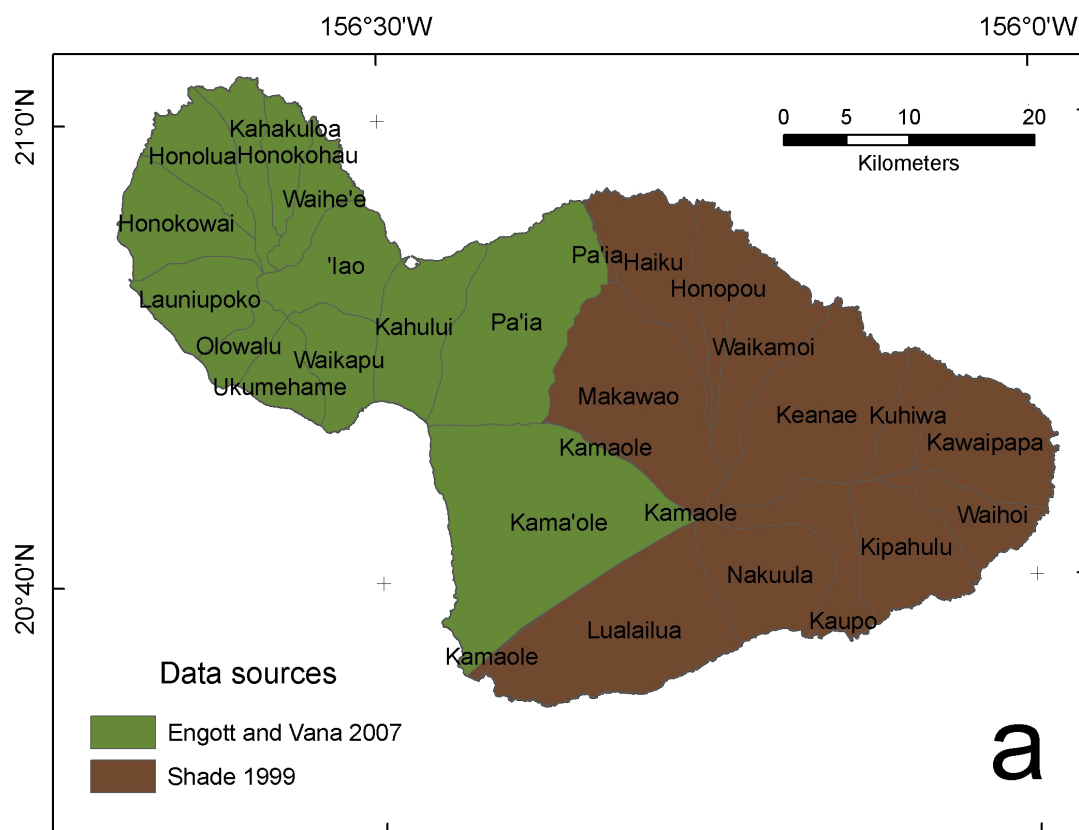 156°30'W
156°0'W
21°0'N
20°40'N
0 5 10 20
Kilometers
Kahakuloa
Honolua
Honokohau
Waihe'e
Honokowai
'Iao
Launiupoko
Olowalu
Waikapu
Ukumehame
Kahului
Pa'ia
Pa'ia
Haiku
Honopou
Waikamoi
Makawao
Keanae
Kuhiwa
Kawaipapa
Kamaole
Kama'ole
Kamaole
Waihoi
Kipahulu
Nakuula
Kaupo
Lualailua
Kamaole
Data sources
Engott and Vana 2007
Shade 1999
a